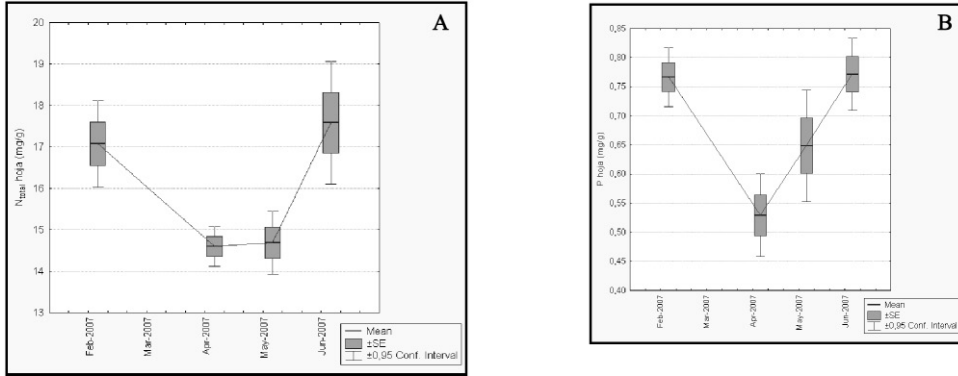 A
20
19
18
17
16
15
14
13
N total hoja (mg/g)
Feb-2007
Mar-2007
Apr-2007
May-2007
Jun-2007
Mean
±SE
±0,95 Conf. Interval
B
0,85
0,80
0,75
0,70
0,65
0,60
0,55
0,50
0,45
0,40
P hoja (mg/g)
Feb-2007
Mar-2007
Apr-2007
May-2007
Jun-2007
Mean
±SE
±0,95 Conf. Interval